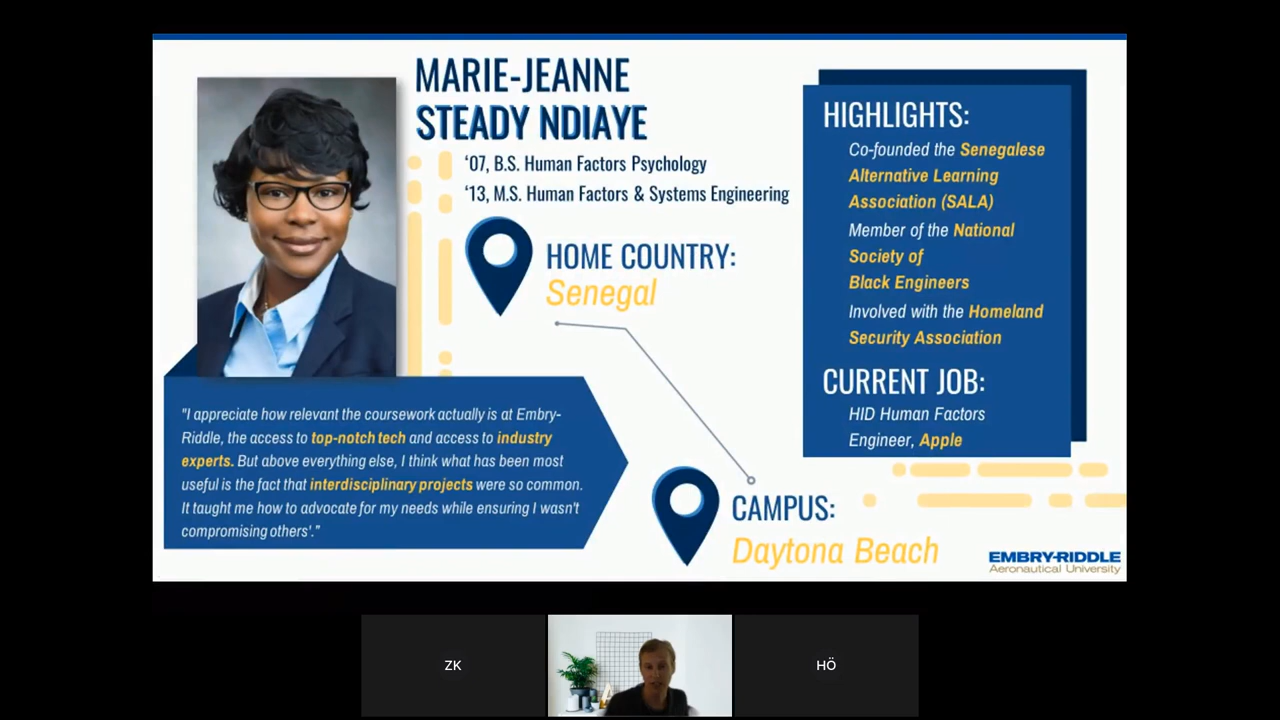 MARIE-JEANNE
STEADY NDIAYE
‘07, B.S. Human Factors Psychology
‘13, M.S. Human Factors & Systems Engineering
HOME COUNTRY:
Senegal
"I appreciate how relevant the coursework actually is at Embry-
Riddle, the access to top-notch tech and access to industry
experts. But above everything else, I think what has been most
useful is the fact that interdisciplinary projects were so common.
It taught me how to advocate for my needs while ensuring I wasn't
compromising others'."
CAMPUS:
Daytona Beach
HIGHLIGHTS:
Co-founded the Senegalese
Alternative Learning
Association (SALA)
Member of the National
Society of
Black Engineers
Involved with the Homeland
Security Association
CURRENT JOB:
HID Human Factors
Engineer, Apple
EMBRY-RIDDLE
Aeronautical University
ZK
HÖ